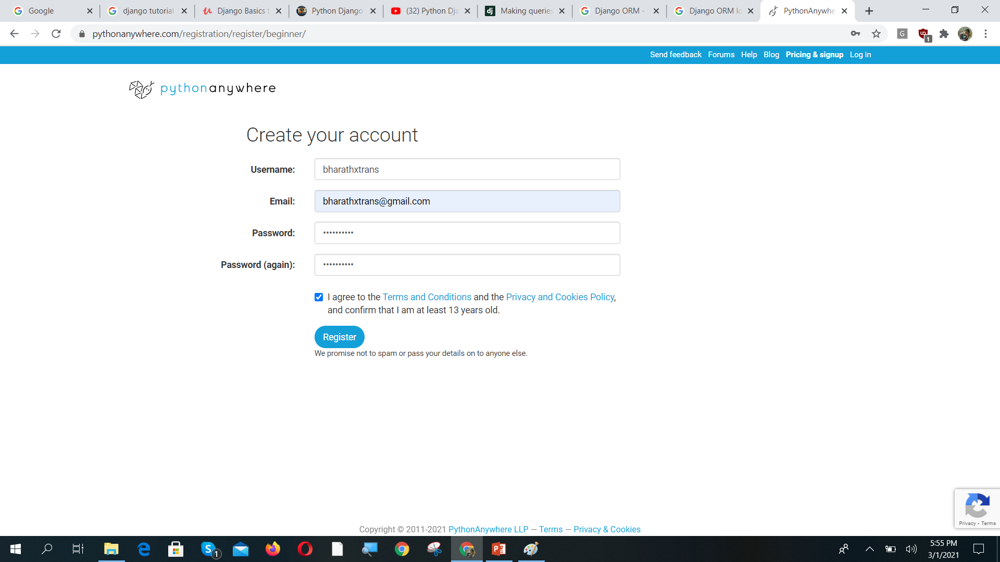 Google
django tutorial
Django Basics t
Python Django
(32) Python Dja
Making queries
Django ORM -
Django ORM lo
PythonAnywhe
pythonanywhere.com/registration/register/beginner/
G
1
Send feedback Forums Help Blog Pricing & signup Log in
pythonanywhere
Create your account
Username: bharathxtrans
Email: bharathxtrans@gmail.com
Password: ••••••••••
Password (again): ••••••••••
I agree to the Terms and Conditions and the Privacy and Cookies Policy,
and confirm that I am at least 13 years old.
Register
We promise not to spam or pass your details on to anyone else.
Privacy - Terms
Copyright © 2011-2021 PythonAnywhere LLP — Terms — Privacy & Cookies
1
5:55 PM
3/1/2021